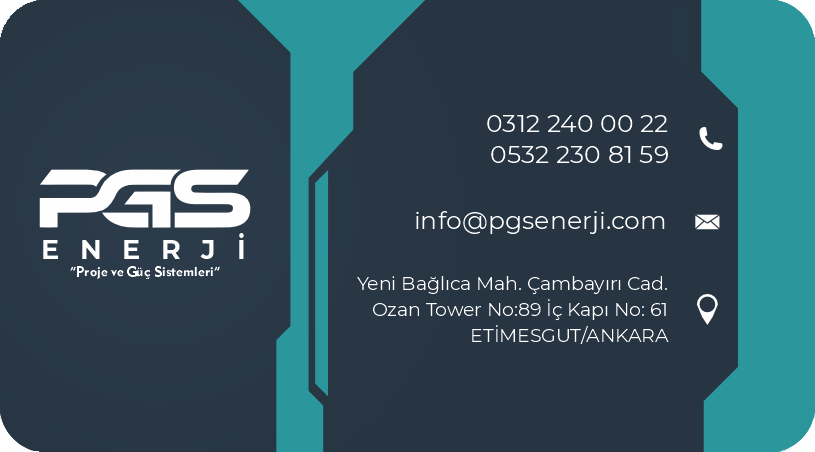 PGS
ENERJİ
“Proje ve Güç Sistemleri”
0312 240 00 22
0532 230 81 59
info@pgsenerji.com
Yeni Bağlıca Mah. Çambayırı Cad.
Ozan Tower No:89 İç Kapı No: 61
ETİMESGUT/ANKARA